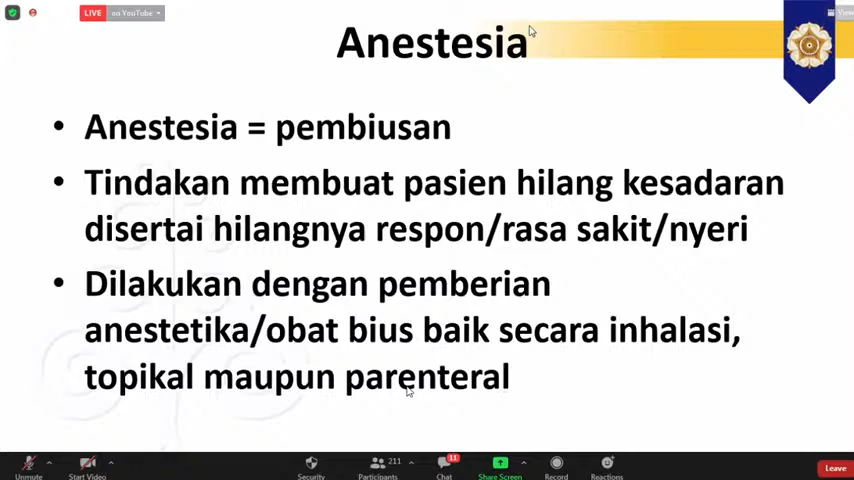 LIVE on YouTube
View
Anestesia
• Anestesia = pembiusan
• Tindakan membuat pasien hilang kesadaran
disertai hilangnya respon/rasa sakit/nyeri
• Dilakukan dengan pemberian
anestetika/obat bius baik secara inhalasi,
topikal maupun parenteral
211
11
Unmute
Start Video
Security
Participants
Chat
Share Screen
Record
Reactions
Leave